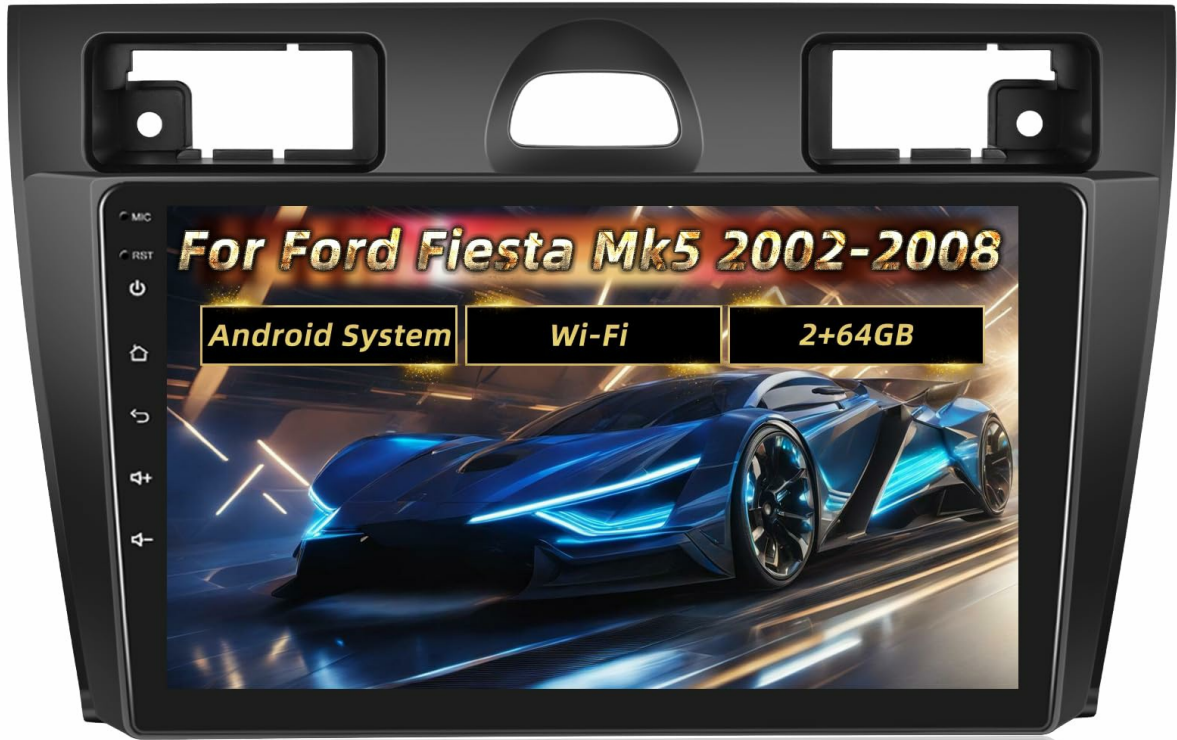 MIC
For Ford Fiesta Mk5 2002-2008
RST
Android System
Wi-Fi
2+64GB